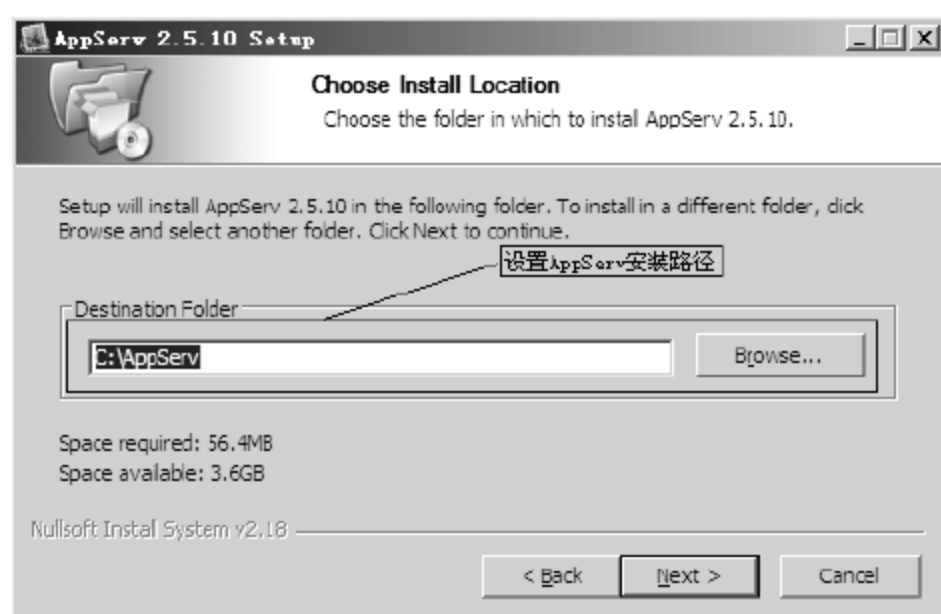 AppServ 2.5.10 Setup
Choose Install Location
Choose the folder in which to install AppServ 2.5.10.
Setup will install AppServ 2.5.10 in the following folder. To install in a different folder, click
Browse and select another folder. Click Next to continue.
设置AppServ安装路径
Destination Folder
C:\AppServ
Browse...
Space required: 56.4MB
Space available: 3.6GB
Nullsoft Install System v2.18
< Back
Next >
Cancel